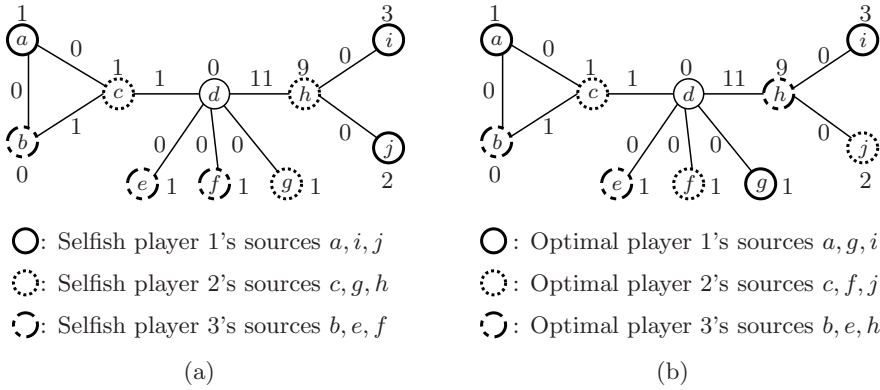 1
3
a
0
i
1
0
9
0
0
c
1
d
11
h
b
1
0
0
0
0
j
0
e
1
f
1
g
1
2
: Selfish player 1's sources a, i, j
: Selfish player 2's sources c, g, h
: Selfish player 3's sources b, e, f
(a)
1
3
a
0
i
1
0
9
0
0
c
1
d
11
h
b
1
0
0
0
0
j
0
e
1
f
1
g
1
2
: Optimal player 1's sources a, g, i
: Optimal player 2's sources c, f, j
: Optimal player 3's sources b, e, h
(b)